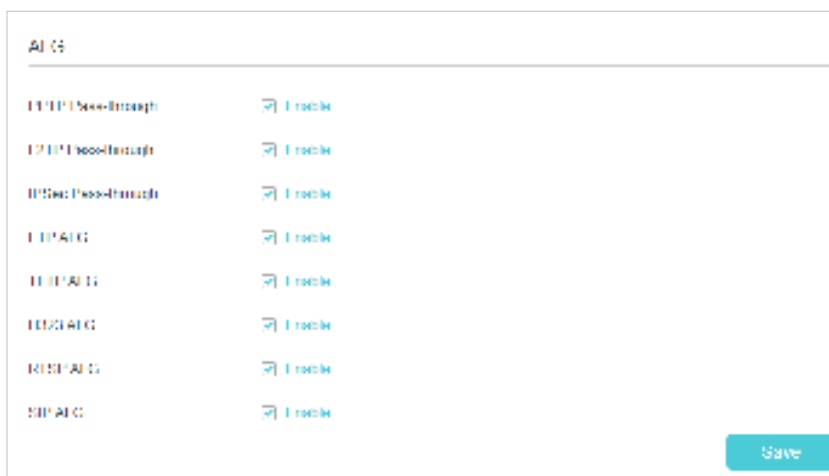 ALG
PPTP Pass-through Enable
L2TP Pass-through Enable
IPSec Pass-through Enable
FTP ALG Enable
TFTP ALG Enable
H323 ALG Enable
RTSP ALG Enable
SIP ALG Enable
Save